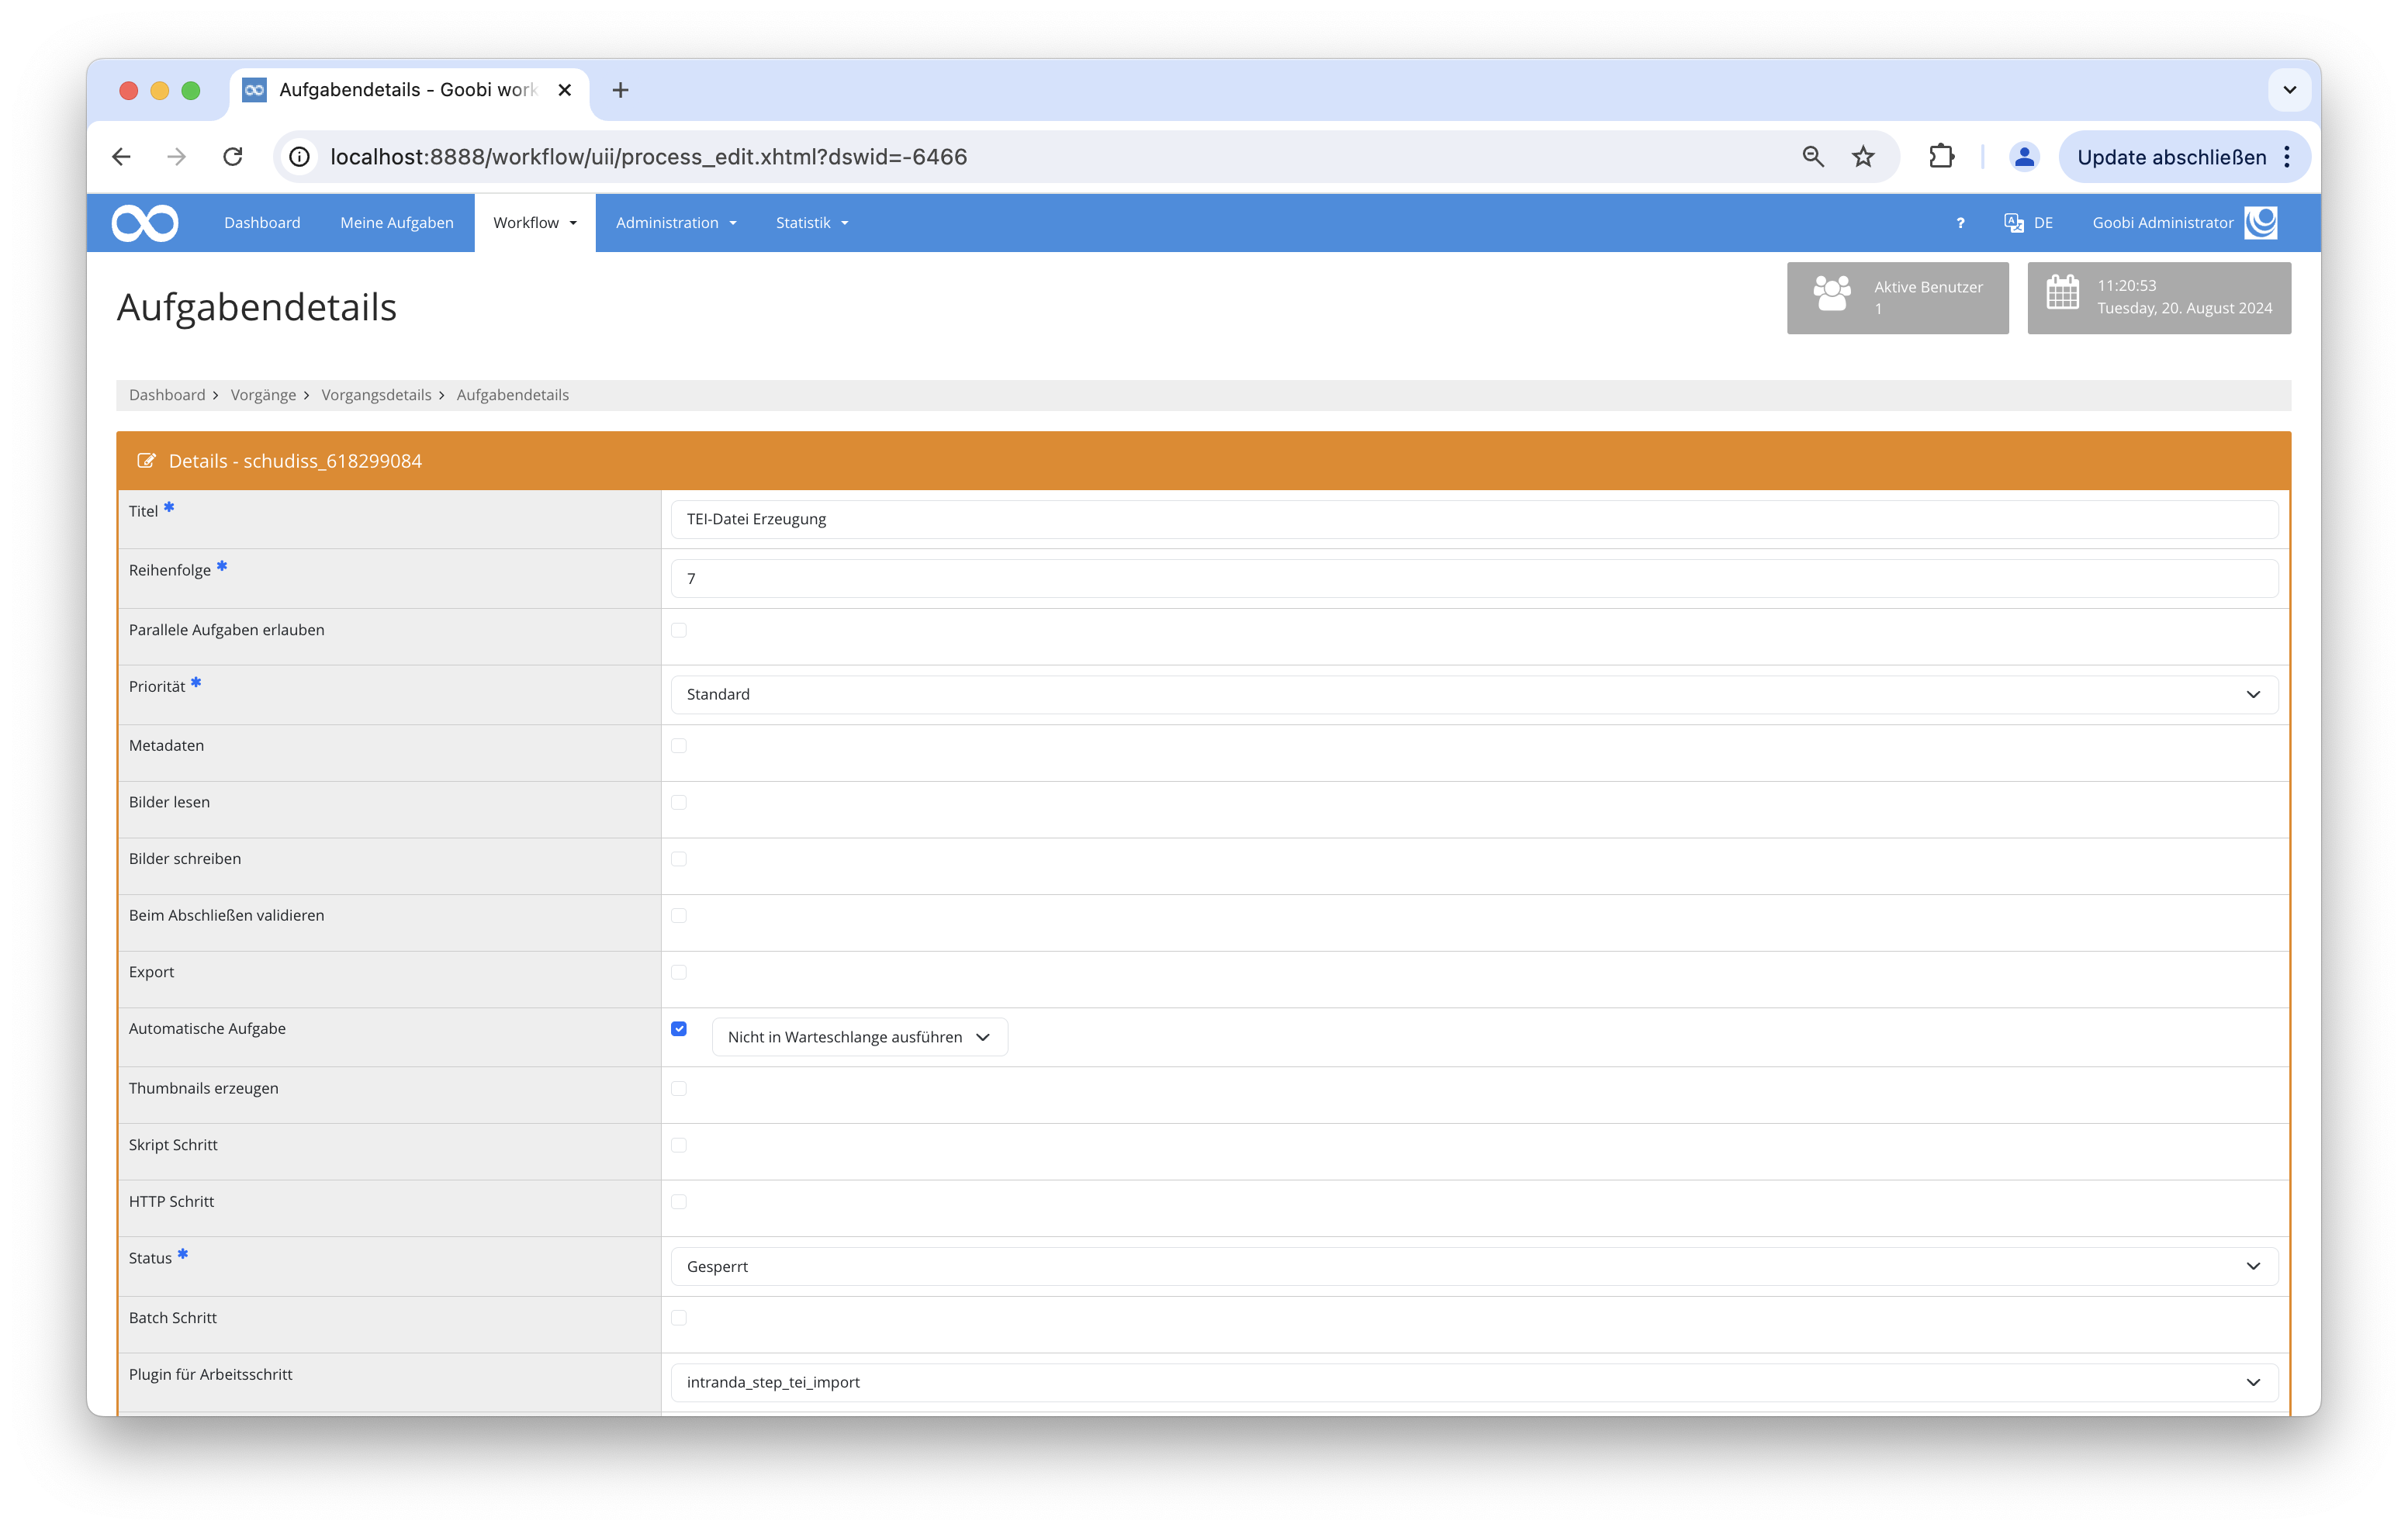 Aufgabendetails - Goobi work
localhost:8888/workflow/uii/process_edit.xhtml?dswid=-6466
Update abschließen
Dashboard Meine Aufgaben Workflow Administration Statistik ? DE Goobi Administrator
Aufgabendetails
Aktive Benutzer
1
11:20:53
Tuesday, 20. August 2024
Dashboard > Vorgänge > Vorgangsdetails > Aufgabendetails
Details - schudiss_618299084
Titel * TEI-Datei Erzeugung
Reihenfolge * 7
Parallele Aufgaben erlauben
Priorität * Standard
Metadaten
Bilder lesen
Bilder schreiben
Beim Abschließen validieren
Export
Automatische Aufgabe Nicht in Warteschlange ausführen
Thumbnails erzeugen
Skript Schritt
HTTP Schritt
Status * Gesperrt
Batch Schritt
Plugin für Arbeitsschritt intranda_step_tei_import